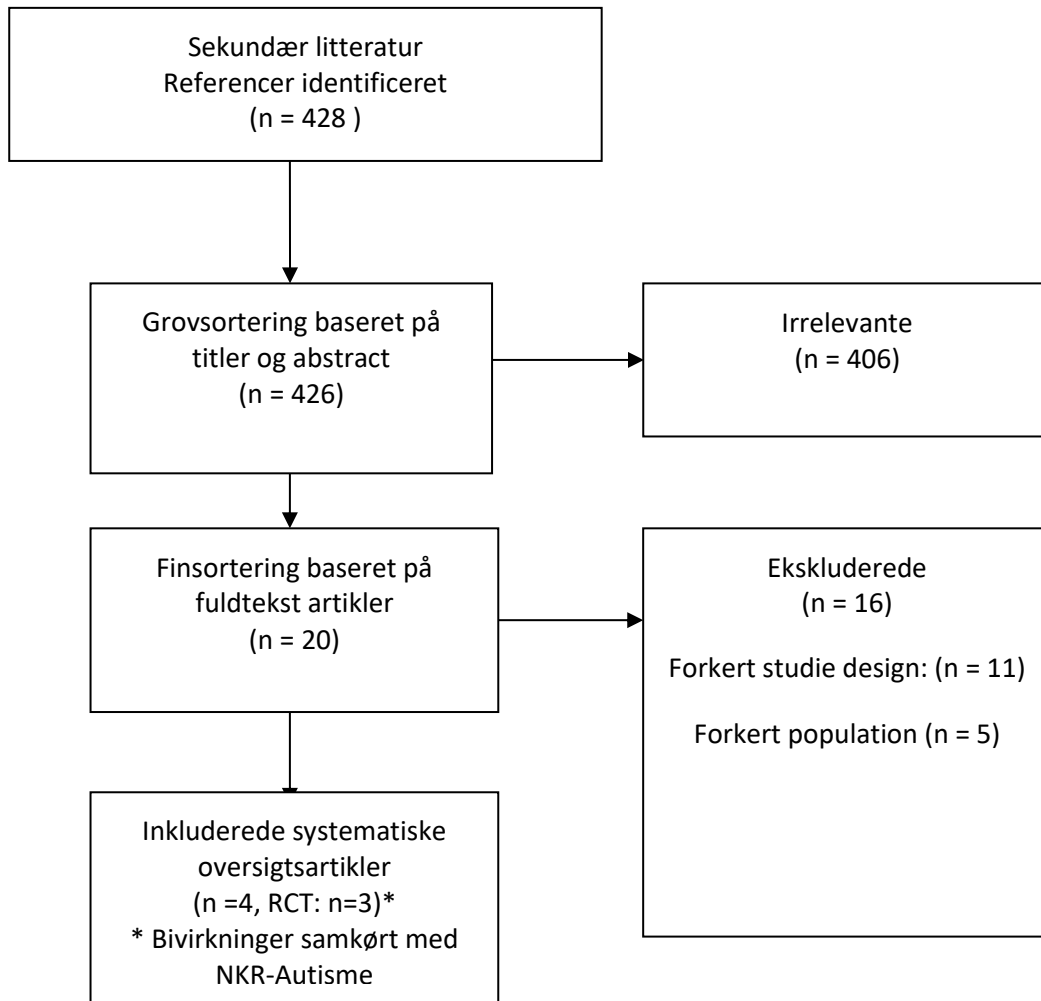 Sekundær litteratur
Referencer identificeret
(n = 428 )
Grovsortering baseret på
titler og abstract
(n = 426)
Irrelevante
(n = 406)
Finsortering baseret på
fuldtekst artikler
(n = 20)
Ekskluderede
(n = 16)
Forkert studie design: (n = 11)
Forkert population (n = 5)
Inkluderede systematiske
oversigtsartikler
(n =4, RCT: n=3)*
* Bivirkninger samkørt med
NKR-Autisme